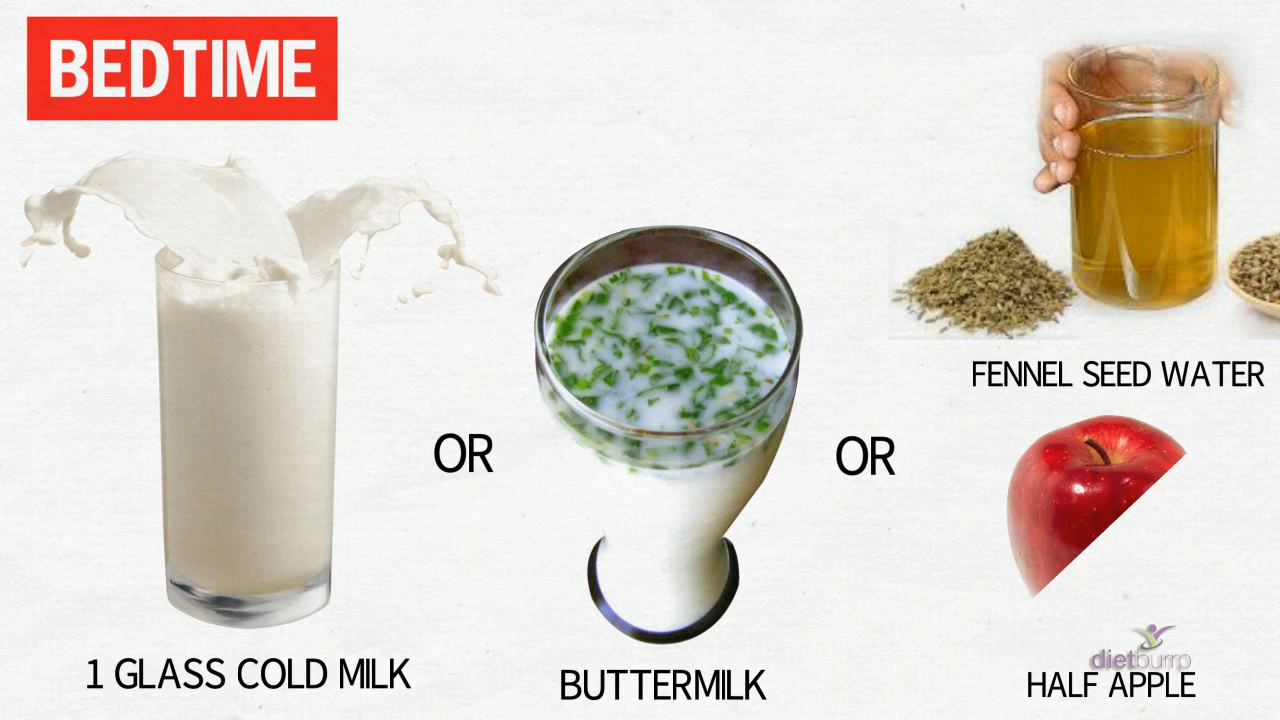 BEDTIME
1 GLASS COLD MILK
OR
BUTTERMILK
OR
FENNEL SEED WATER
dietburrp
HALF APPLE